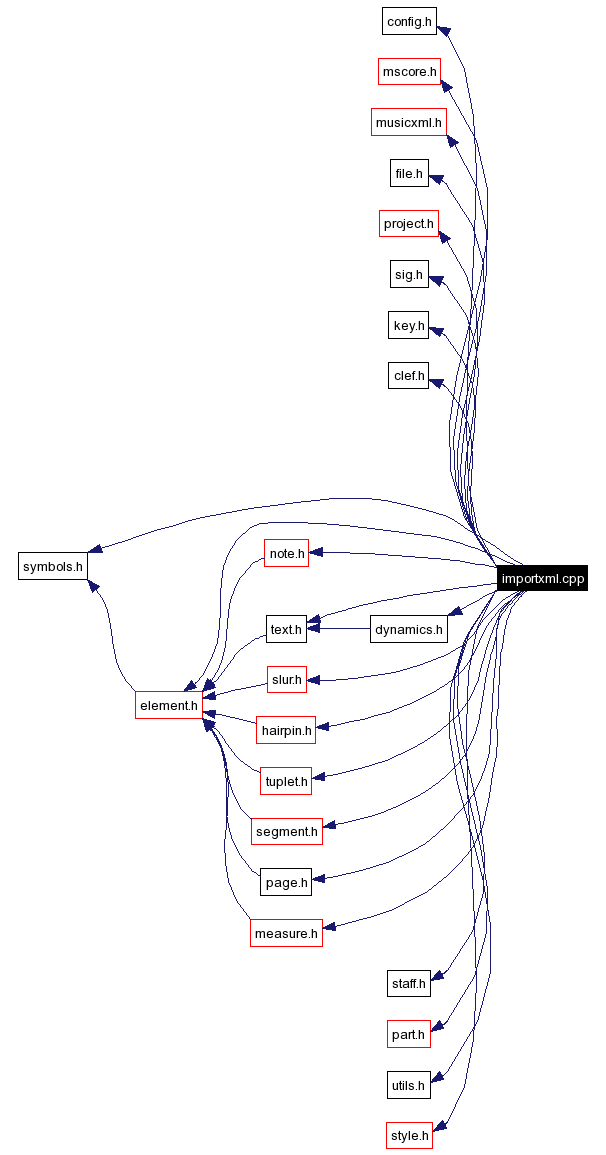 config.h
mscore.h
musicxml.h
file.h
project.h
sig.h
key.h
clef.h
note.h
symbols.h
importxml.cpp
text.h
dynamics.h
slur.h
element.h
hairpin.h
tuplet.h
segment.h
page.h
measure.h
staff.h
part.h
utils.h
style.h